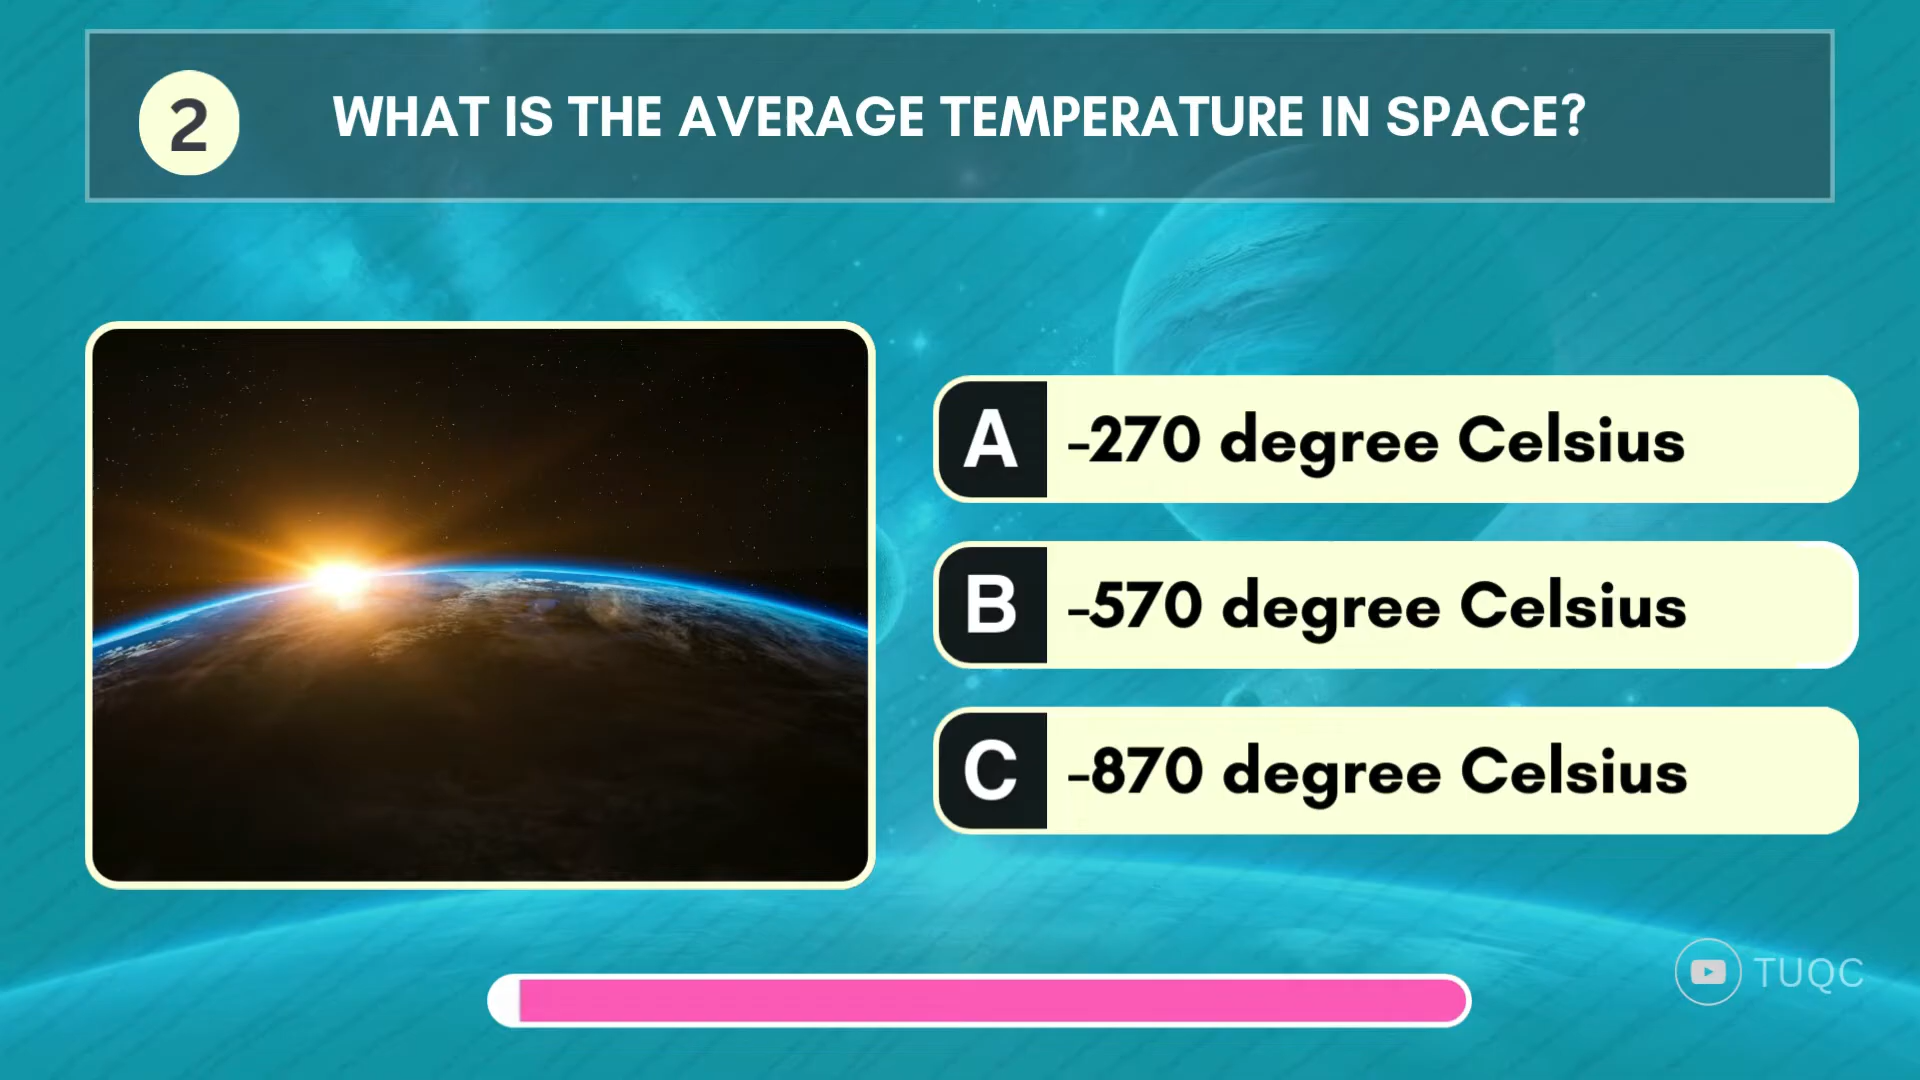 2
WHAT IS THE AVERAGE TEMPERATURE IN SPACE?
A -270 degree Celsius
B -570 degree Celsius
C -870 degree Celsius
TUQC